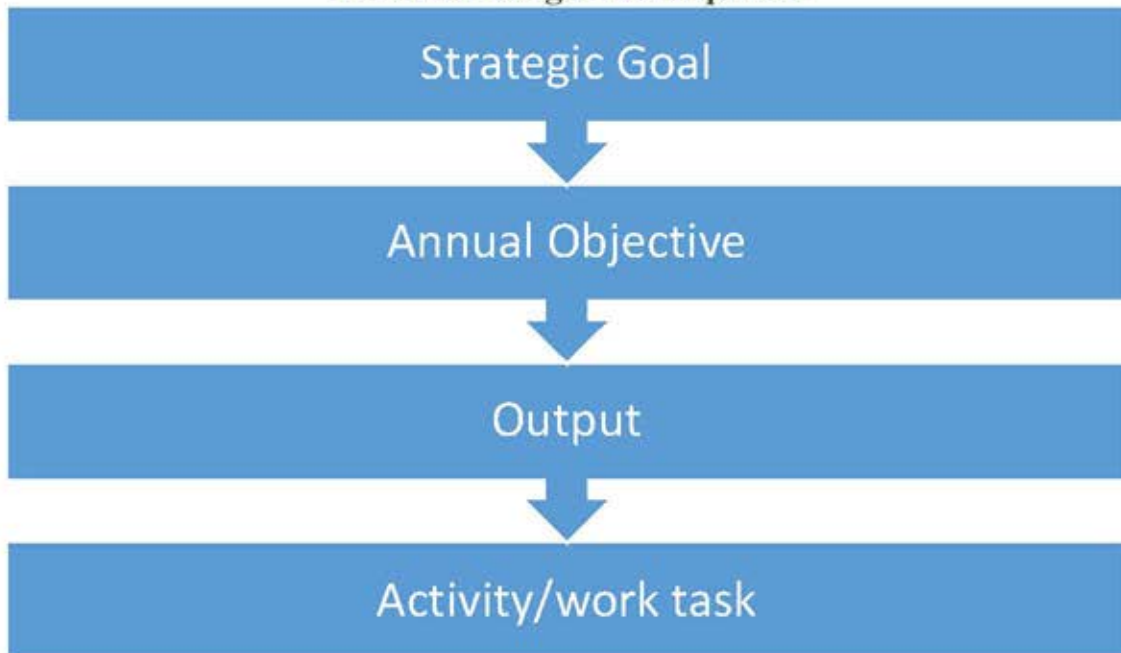 Strategic Goal
Annual Objective
Output
Activity/work task